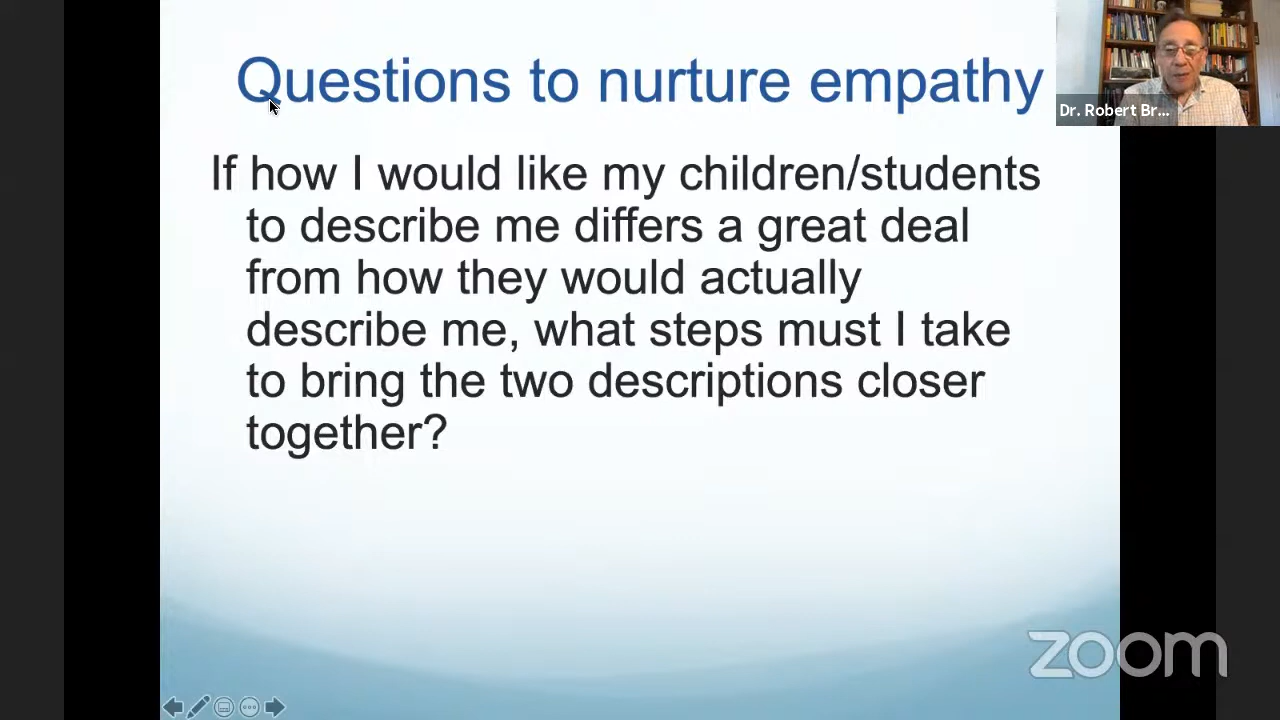 Questions to nurture empathy
Dr. Robert Br...
If how I would like my children/students
to describe me differs a great deal
from how they would actually
describe me, what steps must I take
to bring the two descriptions closer
together?
zoom